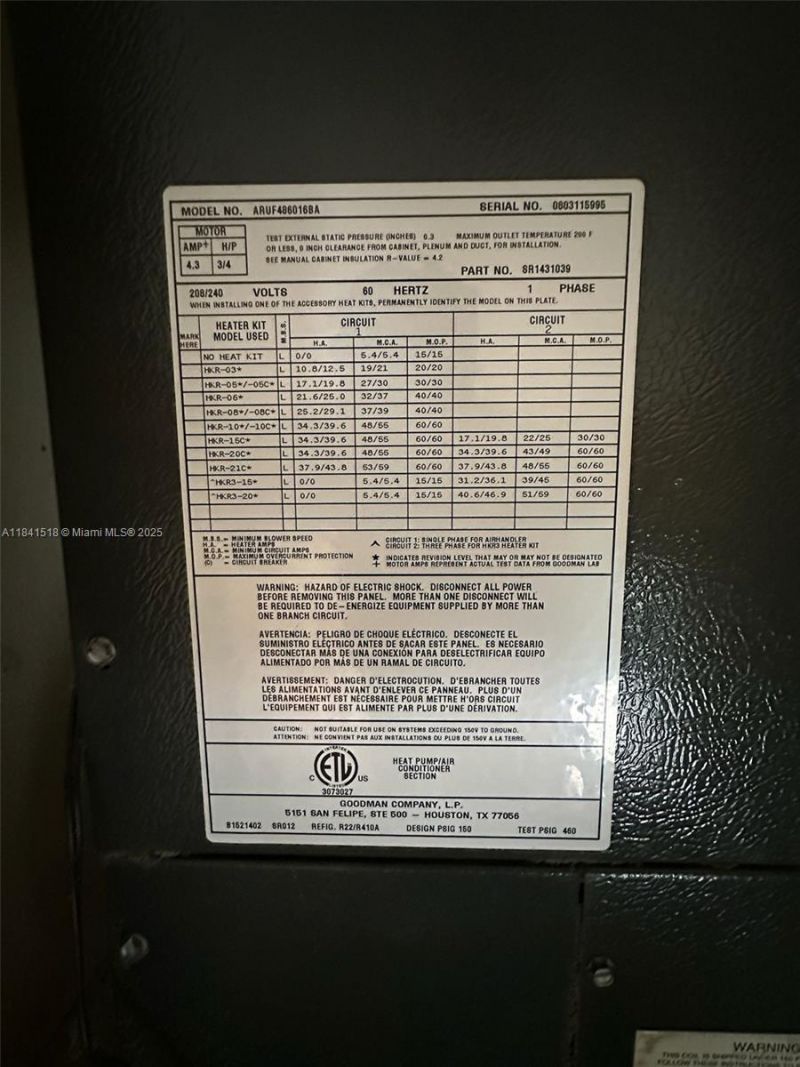 MODEL NO. ARUF486016BA SERIAL NO. 0803115995
MOTOR
AMP+ H/P
4.3 3/4
TEST EXTERNAL STATIC PRESSURE (INCHES) 0.3 MAXIMUM OUTLET TEMPERATURE 200 F
OR LESS, 0 INCH CLEARANCE FROM CABINET, PLENUM AND DUCT, FOR INSTALLATION.
SEE MANUAL CABINET INSULATION R-VALUE = 4.2
PART NO. SR1431039
208/240 VOLTS 60 HERTZ 1 PHASE
WHEN INSTALLING ONE OF THE ACCESSORY HEAT KITS, PERMANENTLY IDENTIFY THE MODEL ON THIS PLATE.
MARK HERE HEATER KIT MODEL USED M.B.S. CIRCUIT 1 CIRCUIT 2
H.A. M.C.A. M.O.P. H.A. M.C.A. M.O.P.
NO HEAT KIT L 0/0 5.4/5.4 15/15
HKR-03* L 10.8/12.5 19/21 20/20
HKR-05*/-05C* L 17.1/19.8 27/30 30/30
HKR-06* L 21.6/25.0 32/37 40/40
HKR-08*/-08C* L 25.2/29.1 37/39 40/40
HKR-10*/-10C* L 34.3/39.6 48/55 60/60
HKR-15C* L 34.3/39.6 48/55 60/60 17.1/19.8 22/25 30/30
HKR-20C* L 34.3/39.6 48/55 60/60 34.3/39.6 43/49 60/60
HKR-21C* L 37.9/43.8 53/59 60/60 37.9/43.8 48/55 60/60
^HKR3-15* L 0/0 5.4/5.4 15/15 31.2/36.1 39/45 60/60
^HKR3-20* L 0/0 5.4/5.4 15/15 40.6/46.9 51/59 60/60
M.B.S. = MINIMUM BLOWER SPEED
H.A. = HEATER AMPS
M.C.A. = MINIMUM CIRCUIT AMPS
M.O.P. = MAXIMUM OVERCURRENT PROTECTION
(C) = CIRCUIT BREAKER
^ CIRCUIT 1: SINGLE PHASE FOR AIRHANDLER
CIRCUIT 2: THREE PHASE FOR HKR3 HEATER KIT
★ INDICATES REVISION LEVEL THAT MAY OR MAY NOT BE DESIGNATED
+ MOTOR AMPS REPRESENT ACTUAL TEST DATA FROM GOODMAN LAB
WARNING: HAZARD OF ELECTRIC SHOCK. DISCONNECT ALL POWER
BEFORE REMOVING THIS PANEL. MORE THAN ONE DISCONNECT WILL
BE REQUIRED TO DE-ENERGIZE EQUIPMENT SUPPLIED BY MORE THAN
ONE BRANCH CIRCUIT.
AVERTENCIA: PELIGRO DE CHOQUE ELÉCTRICO. DESCONECTE EL
SUMINISTRO ELÉCTRICO ANTES DE SACAR ESTE PANEL. ES NECESARIO
DESCONECTAR MÁS DE UNA CONEXIÓN PARA DESELECTRIFICAR EQUIPO
ALIMENTADO POR MÁS DE UN RAMAL DE CIRCUITO.
AVERTISSEMENT: DANGER D'ELECTROCUTION. D'EBRANCHER TOUTES
LES ALIMENTATIONS AVANT D'ENLEVER CE PANNEAU. PLUS D'UN
DÉBRANCHEMENT EST NÉCESSAIRE POUR METTRE H'ORS CIRCUIT
L'EQUIPEMENT QUI EST ALIMENTE PAR PLUS D'UNE DÉRIVATION.
CAUTION: NOT SUITABLE FOR USE ON SYSTEMS EXCEEDING 150V TO GROUND.
ATTENTION: NE CONVIENT PAS AUX INSTALLATIONS DU PLUS DE 150V A LA TERRE.
INTERTEK
C ETL US
3073027
HEAT PUMP/AIR
CONDITIONER
SECTION
GOODMAN COMPANY, L.P.
5151 SAN FELIPE, STE 500 - HOUSTON, TX 77056
B1521402 SR012 REFIG. R22/R410A DESIGN PSIG 150 TEST PSIG 460
A11841518 © Miami MLS® 2025
WARNING
THIS COIL IS SHIPPED UNDER
FOLLOW THESE INSTRUCTIONS TO